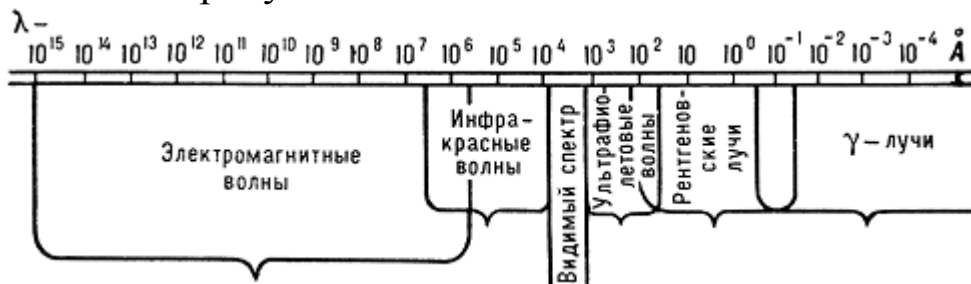 λ – 10¹⁵ 10¹⁴ 10¹³ 10¹² 10¹¹ 10¹⁰ 10⁹ 10⁸ 10⁷ 10⁶ 10⁵ 10⁴ 10³ 10² 10¹ 10⁰ 10⁻¹ 10⁻² 10⁻³ 10⁻⁴ Å
Электромагнитные
волны
Инфра-
красные
волны
Видимый спектр
Ультрафио-
летовые
волны
Рентгенов-
ские
лучи
γ – лучи